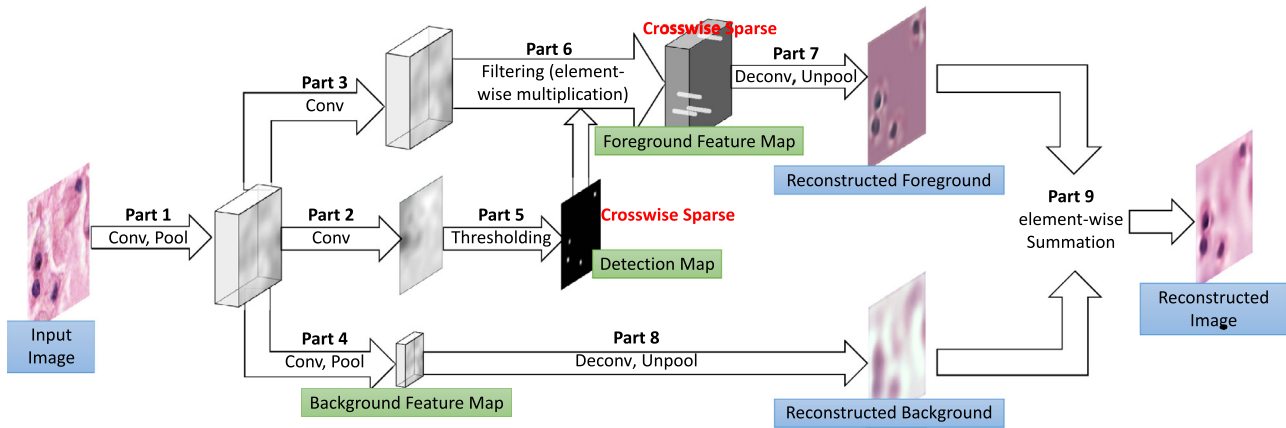 Input
Image
Part 1
Conv, Pool
Part 3
Conv
Part 2
Conv
Part 4
Conv, Pool
Background Feature Map
Part 6
Filtering (element-
wise multiplication)
Part 5
Thresholding
Crosswise Sparse
Detection Map
Crosswise Sparse
Foreground Feature Map
Part 7
Deconv, Unpool
Reconstructed Foreground
Part 8
Deconv, Unpool
Reconstructed Background
Part 9
element-wise
Summation
Reconstructed
Image